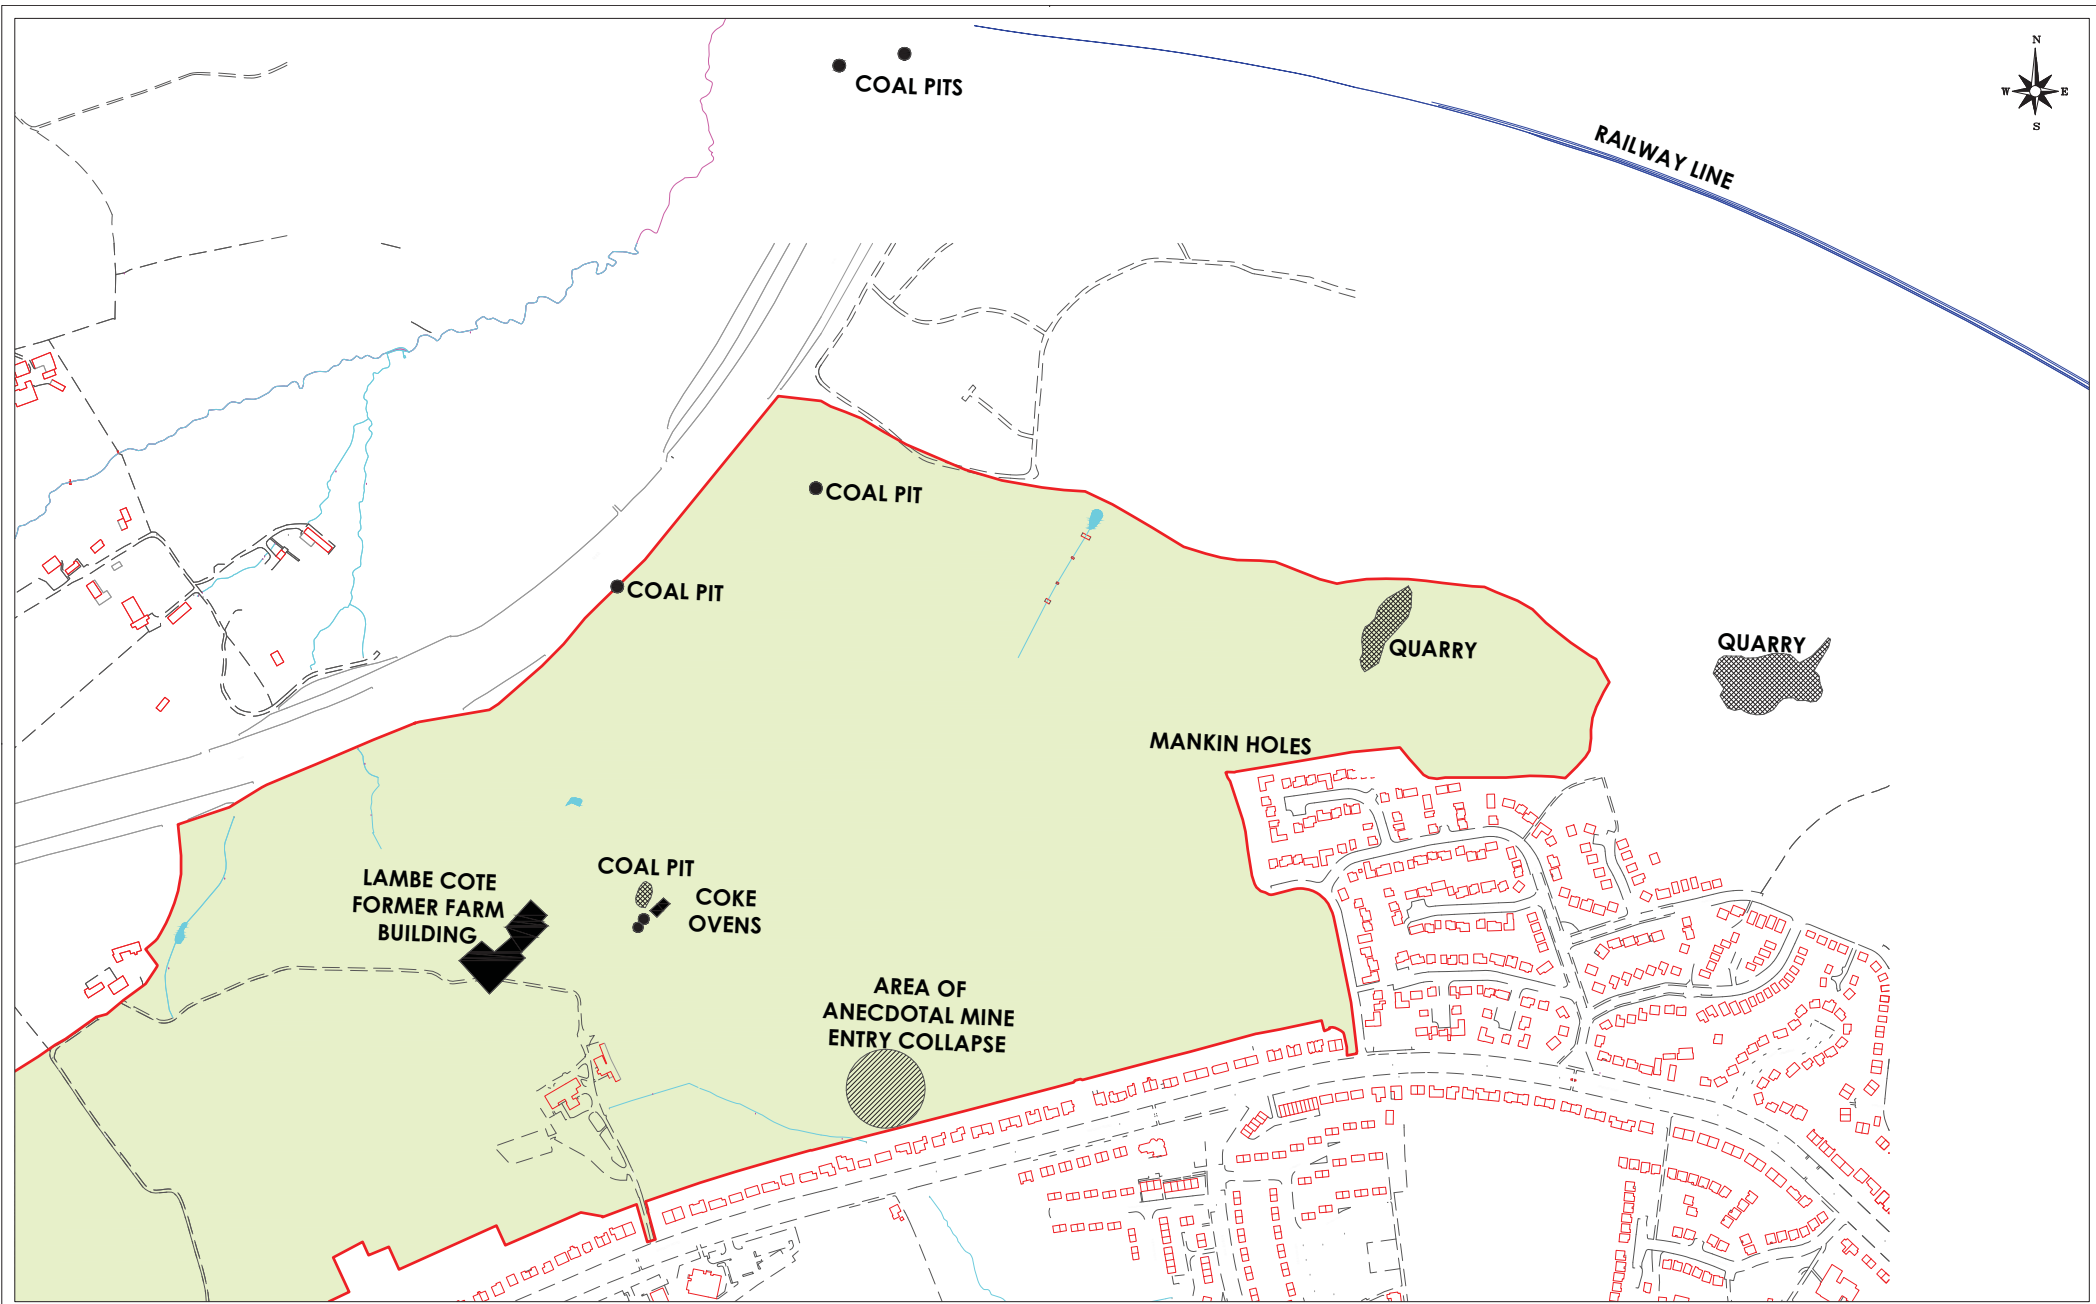 COAL PITS
N
W E
S
RAILWAY LINE
COAL PIT
COAL PIT
QUARRY
QUARRY
MANKIN HOLES
LAMBE COTE
FORMER FARM
BUILDING
COAL PIT
COKE
OVENS
AREA OF
ANECDOTAL MINE
ENTRY COLLAPSE